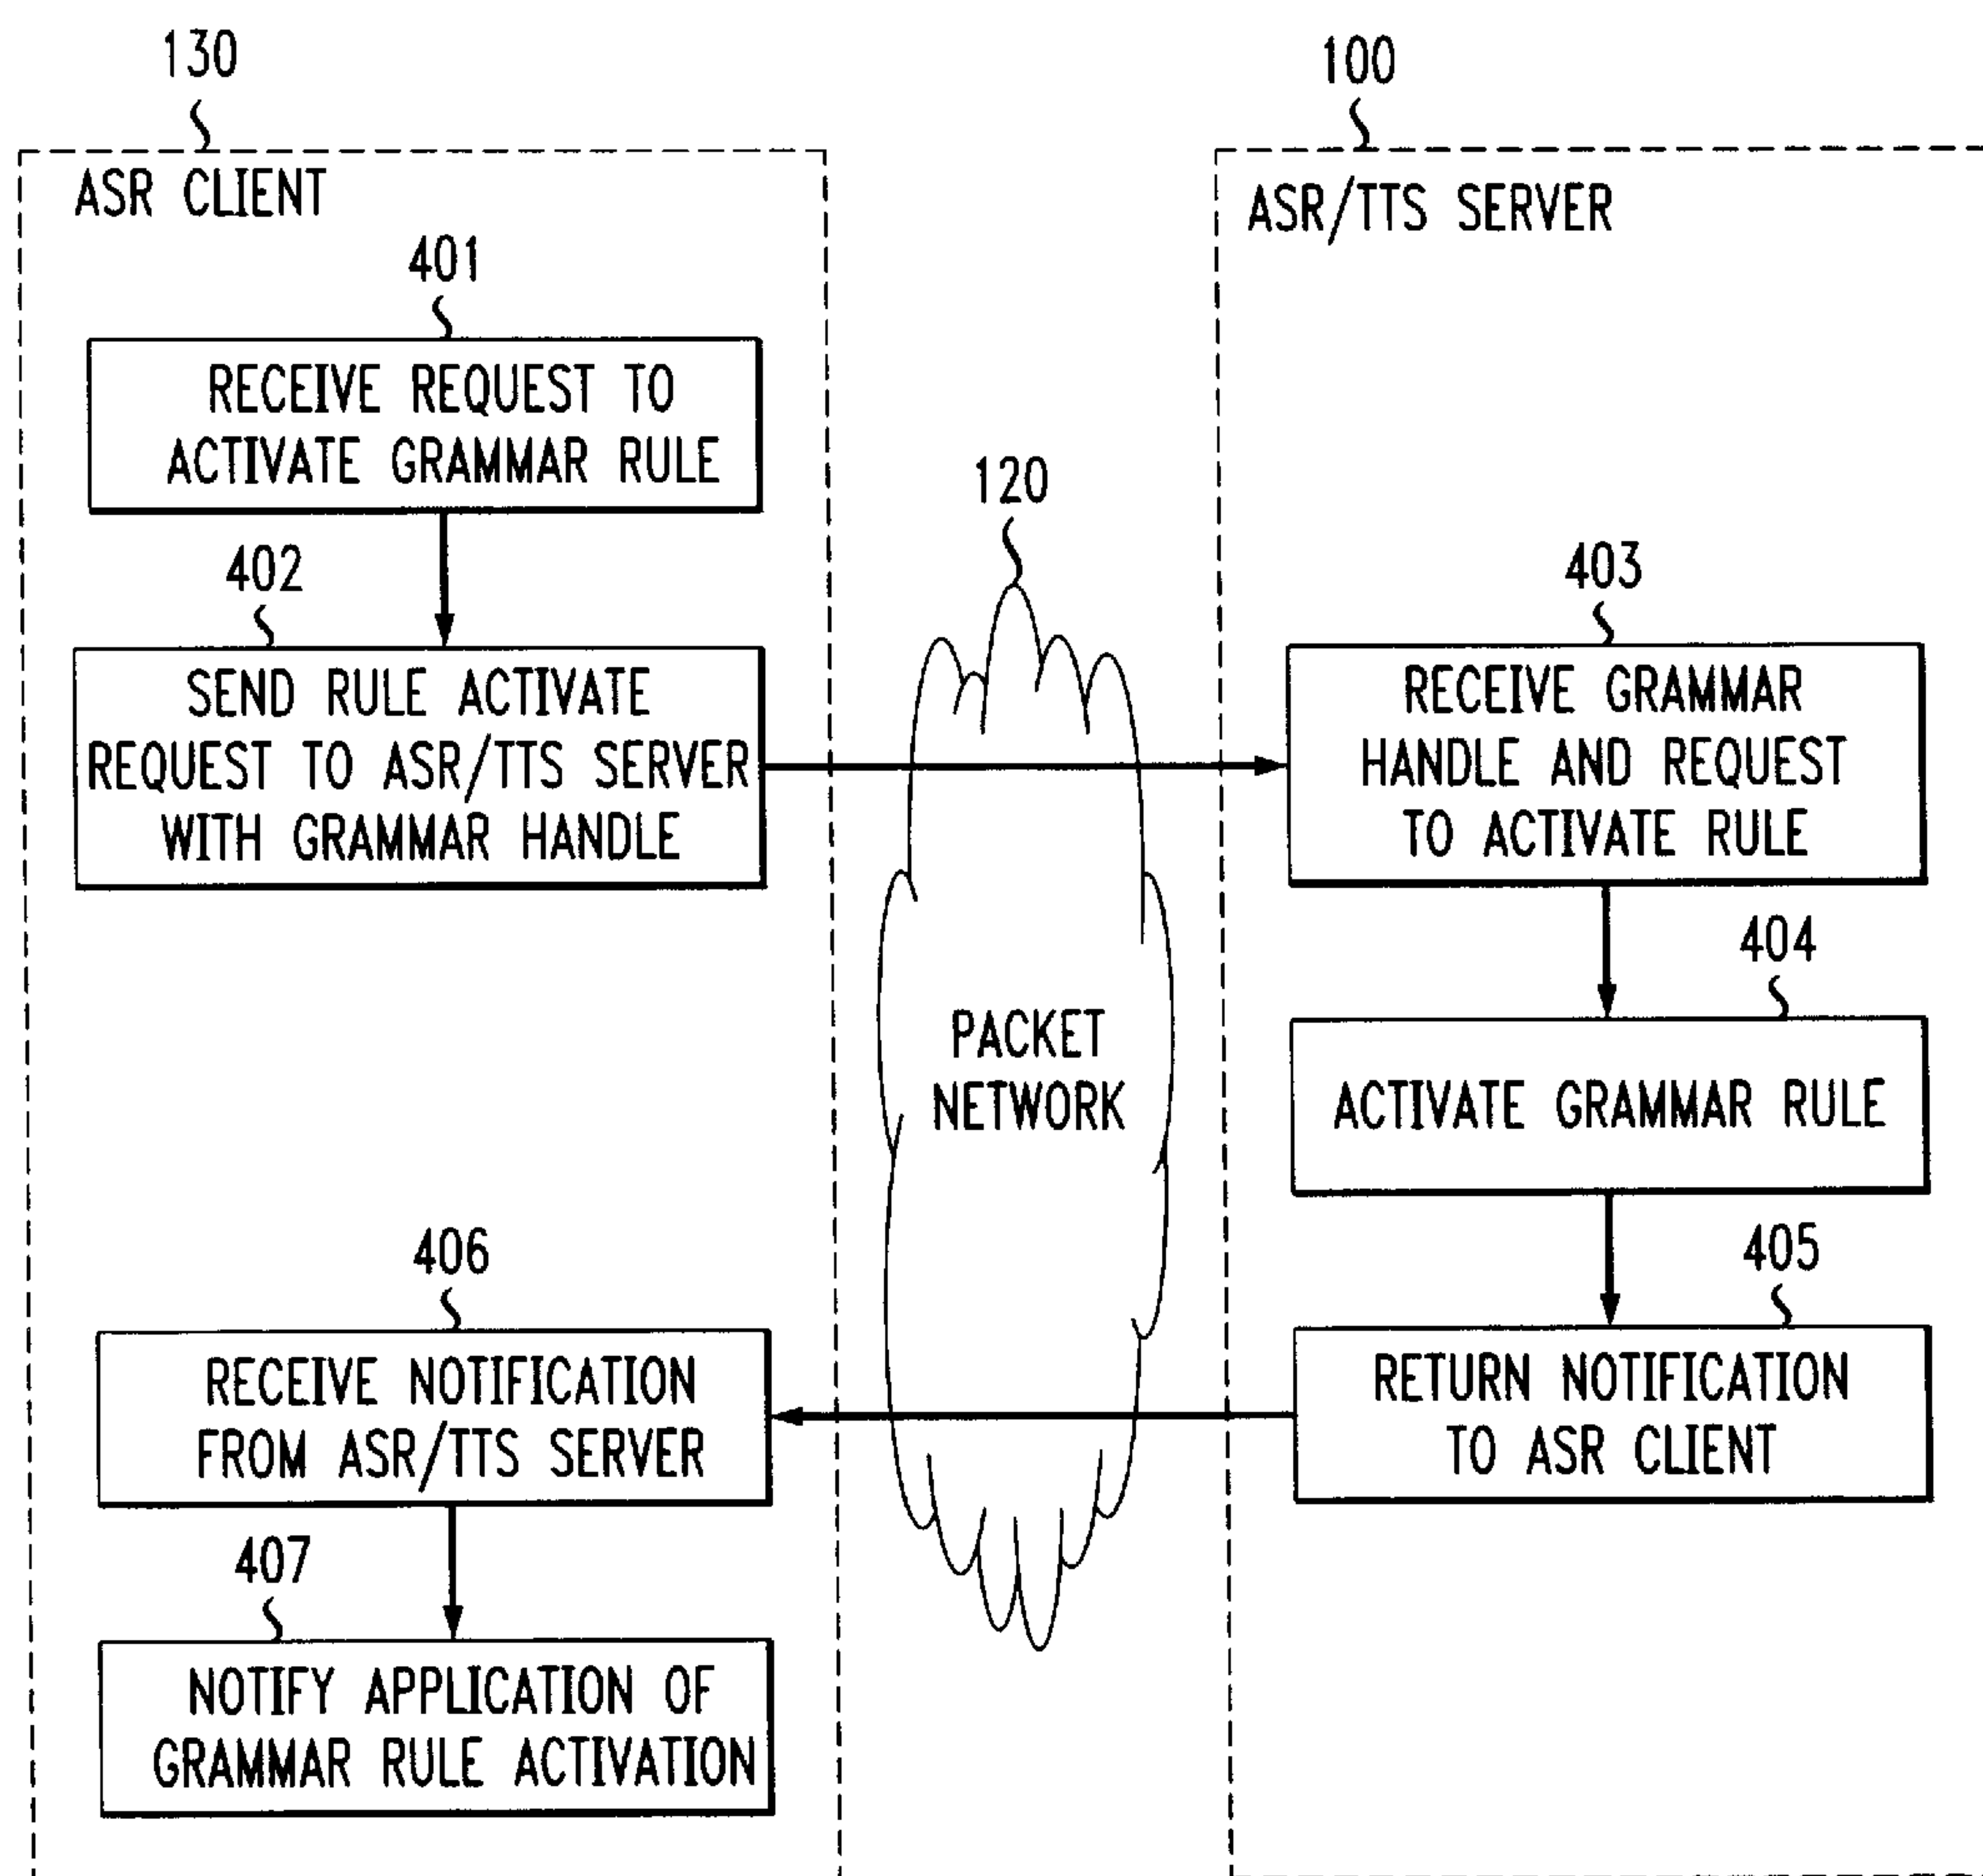 130
ASR CLIENT
401
RECEIVE REQUEST TO
ACTIVATE GRAMMAR RULE
402
SEND RULE ACTIVATE
REQUEST TO ASR/TTS SERVER
WITH GRAMMAR HANDLE
120
PACKET
NETWORK
100
ASR/TTS SERVER
403
RECEIVE GRAMMAR
HANDLE AND REQUEST
TO ACTIVATE RULE
404
ACTIVATE GRAMMAR RULE
405
RETURN NOTIFICATION
TO ASR CLIENT
406
RECEIVE NOTIFICATION
FROM ASR/TTS SERVER
407
NOTIFY APPLICATION OF
GRAMMAR RULE ACTIVATION